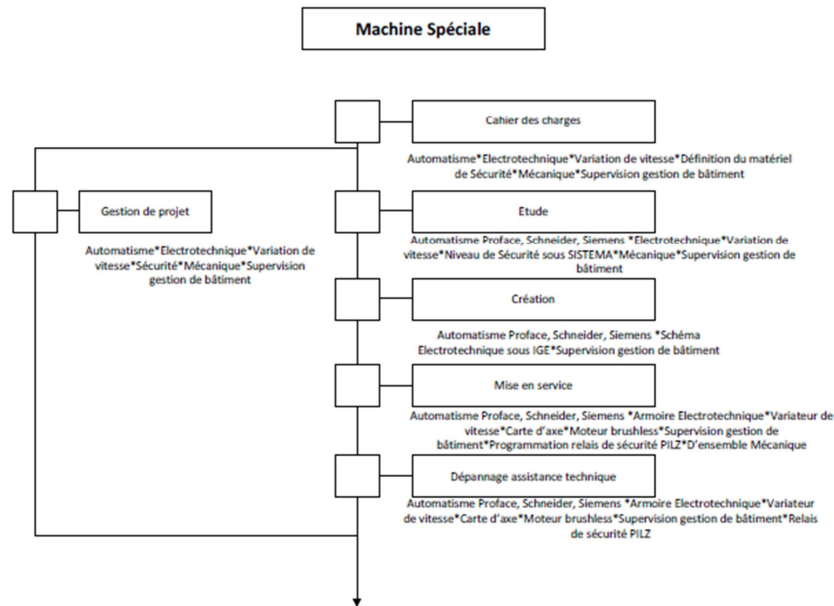 Machine Spéciale
Cahier des charges
Automatisme*Electrotechnique*Variation de vitesse*Définition du matériel
de Sécurité*Mécanique*Supervision gestion de bâtiment
Gestion de projet
Automatisme*Electrotechnique*Variation de
vitesse*Sécurité*Mécanique*Supervision
gestion de bâtiment
Etude
Automatisme Proface, Schneider, Siemens *Electrotechnique*Variation de
vitesse*Niveau de Sécurité sous SISTEMA*Mécanique*Supervision gestion de
bâtiment
Création
Automatisme Proface, Schneider, Siemens *Schéma
Electrotechnique sous IGE*Supervision gestion de bâtiment
Mise en service
Automatisme Proface, Schneider, Siemens *Armoire Electrotechnique*Variateur de
vitesse*Carte d'axe*Moteur brushless*Supervision gestion de
bâtiment*Programmation relais de sécurité PILZ*D'ensemble Mécanique
Dépannage assistance technique
Automatisme Proface, Schneider, Siemens *Armoire Electrotechnique*Variateur
de vitesse*Carte d'axe*Moteur brushless*Supervision gestion de bâtiment*Relais
de sécurité PILZ